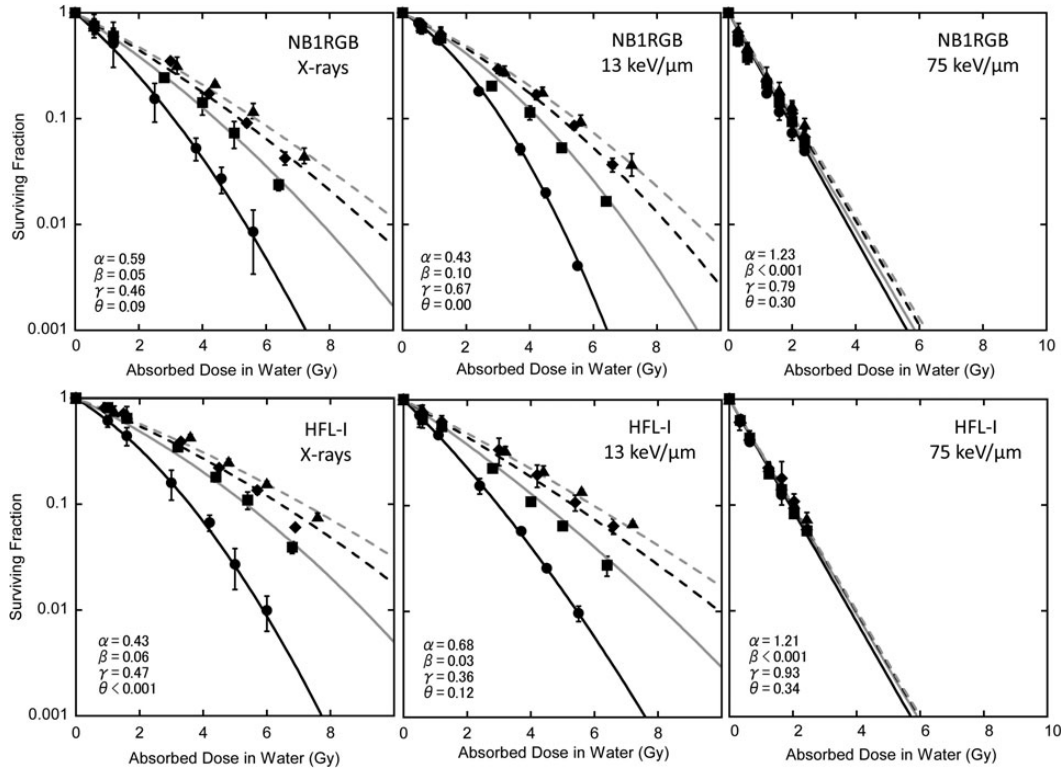 NB1RGB
X-rays
Surviving Fraction
1
0.1
0.01
0.001
α = 0.59
β = 0.05
γ = 0.46
θ = 0.09
0 2 4 6 8
Absorbed Dose in Water (Gy)
NB1RGB
13 keV/μm
α = 0.43
β = 0.10
γ = 0.67
θ = 0.00
0 2 4 6 8
Absorbed Dose in Water (Gy)
NB1RGB
75 keV/μm
α = 1.23
β < 0.001
γ = 0.79
θ = 0.30
0 2 4 6 8 10
Absorbed Dose in Water (Gy)
HFL-I
X-rays
Surviving Fraction
1
0.1
0.01
0.001
α = 0.43
β = 0.06
γ = 0.47
θ < 0.001
0 2 4 6 8
Absorbed Dose in Water (Gy)
HFL-I
13 keV/μm
α = 0.68
β = 0.03
γ = 0.36
θ = 0.12
0 2 4 6 8
Absorbed Dose in Water (Gy)
HFL-I
75 keV/μm
α = 1.21
β < 0.001
γ = 0.93
θ = 0.34
0 2 4 6 8 10
Absorbed Dose in Water (Gy)